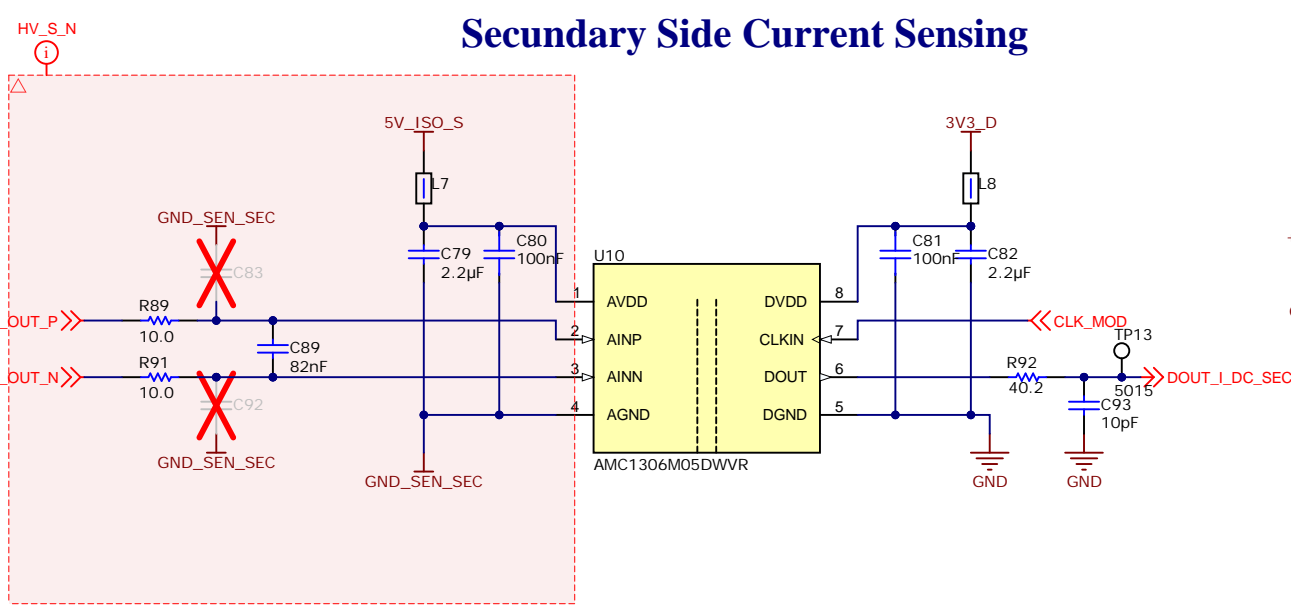 Secundary Side Current Sensing
HV_S_N
i
5V_ISO_S
3V3_D
L7
L8
GND_SEN_SEC
C83
C79
2.2µF
C80
100nF
C81
100nF
C82
2.2µF
U10
R89
10.0
_OUT_P
C89
82nF
R91
10.0
_OUT_N
C92
GND_SEN_SEC
GND_SEN_SEC
1
AVDD
2
AINP
3
AINN
4
AGND
DVDD
8
CLKIN
7
DOUT
6
DGND
5
AMC1306M05DWVR
CLK_MOD
TP13
5015
R92
40.2
DOUT_I_DC_SEC
C93
10pF
GND
GND